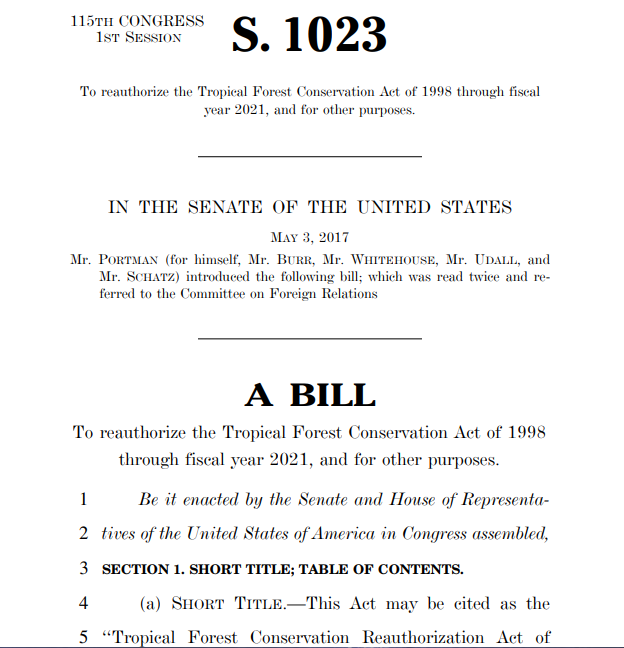 115TH CONGRESS
1ST SESSION
S. 1023
To reauthorize the Tropical Forest Conservation Act of 1998 through fiscal
year 2021, and for other purposes.
IN THE SENATE OF THE UNITED STATES
MAY 3, 2017
Mr. PORTMAN (for himself, Mr. BURR, Mr. WHITEHOUSE, Mr. UDALL, and
Mr. SCHATZ) introduced the following bill; which was read twice and re-
ferred to the Committee on Foreign Relations
A BILL
To reauthorize the Tropical Forest Conservation Act of 1998
through fiscal year 2021, and for other purposes.
1 Be it enacted by the Senate and House of Representa-
2 tives of the United States of America in Congress assembled,
3 SECTION 1. SHORT TITLE; TABLE OF CONTENTS.
4 (a) SHORT TITLE.—This Act may be cited as the
5 ‘‘Tropical Forest Conservation Reauthorization Act of